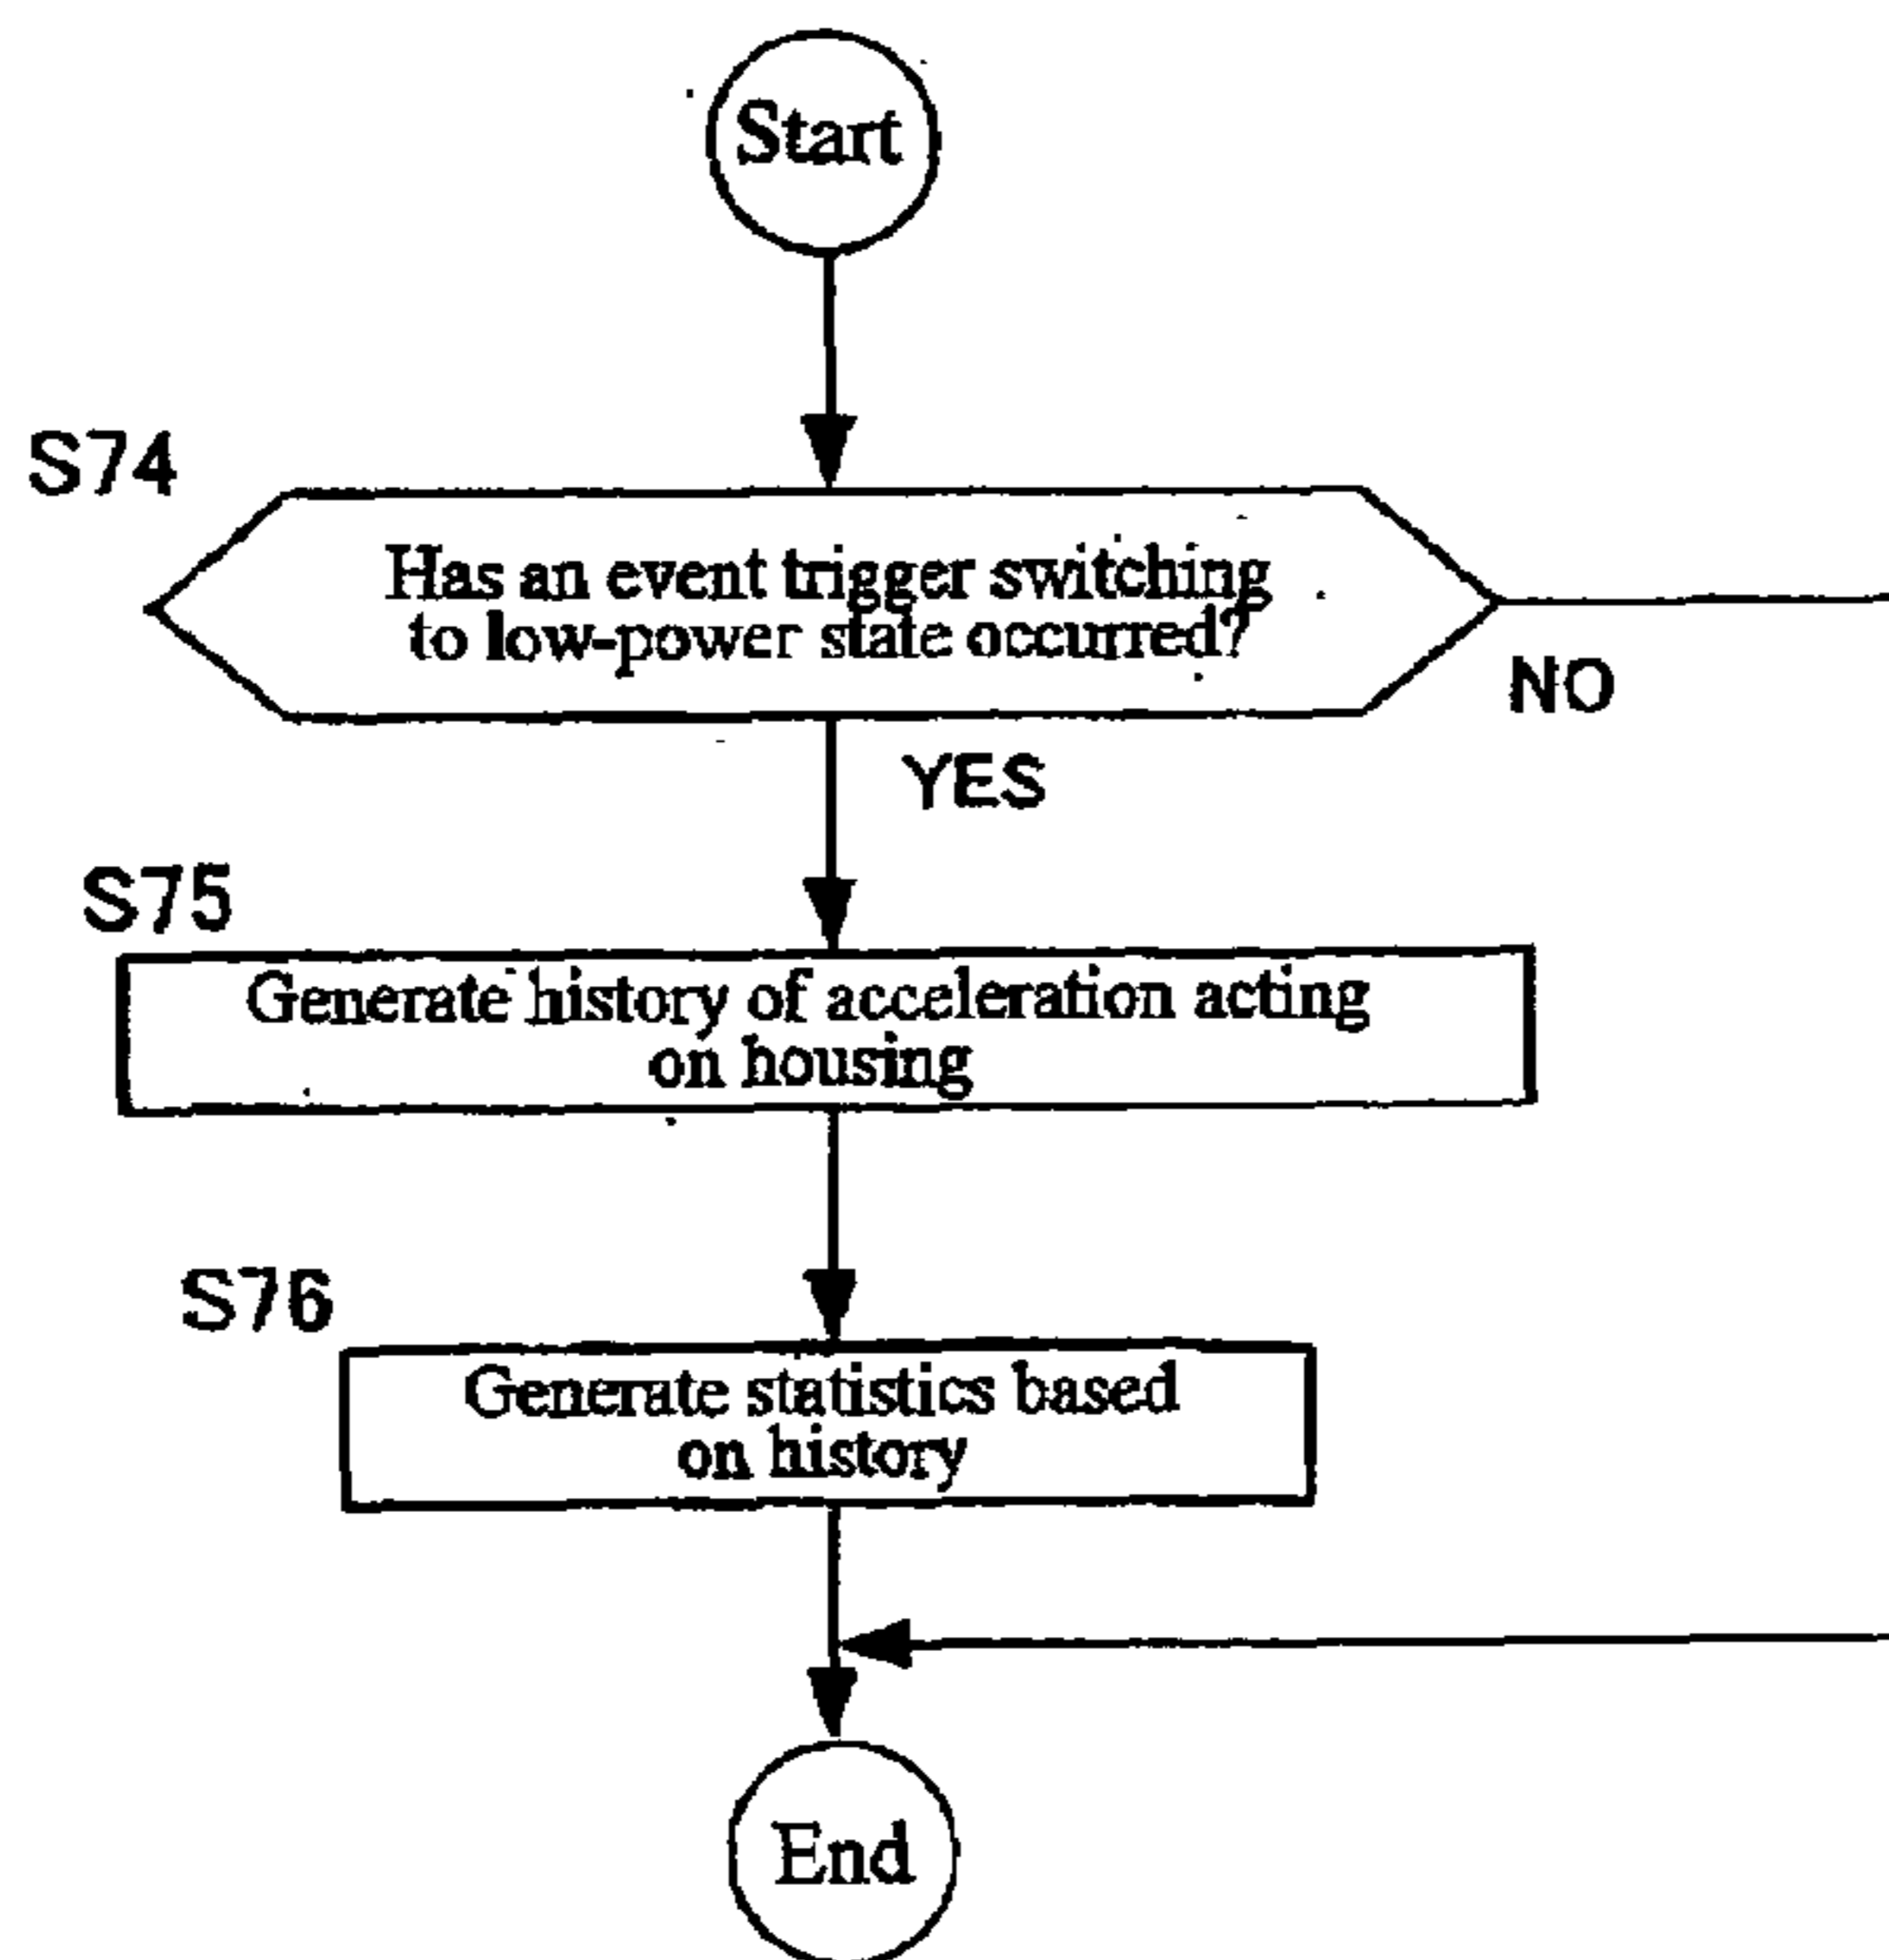 Start
S74
Has an event trigger switching
to low-power state occurred?
NO
YES
S75
Generate history of acceleration acting
on housing
S76
Generate statistics based
on history
End